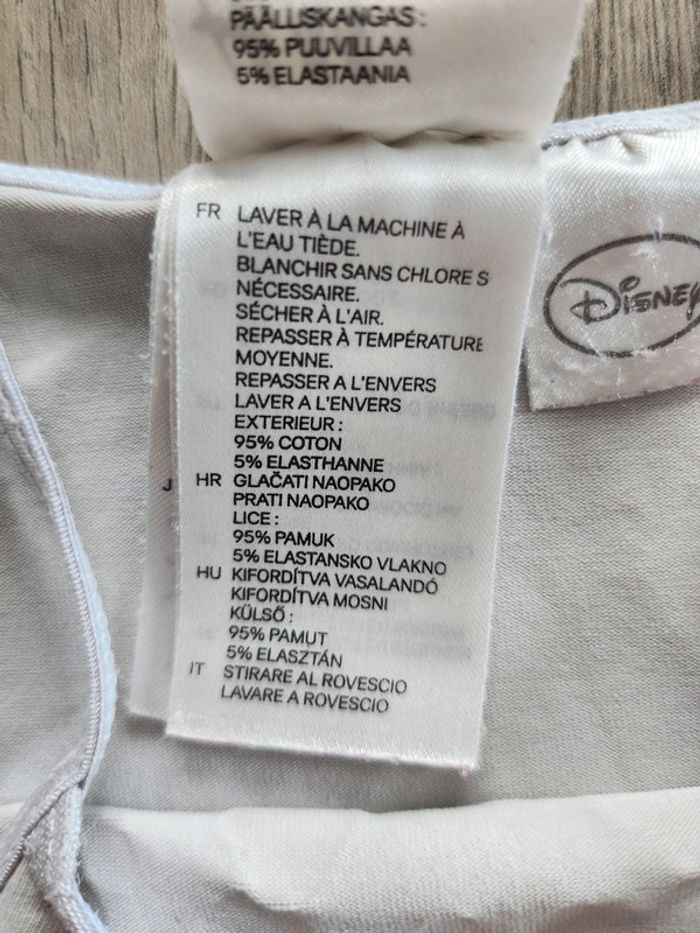 PÄÄLLISKANGAS :
95% PUUVILLAA
5% ELASTAANIA
FR LAVER À LA MACHINE À
L'EAU TIÈDE.
BLANCHIR SANS CHLORE S
NÉCESSAIRE.
SÉCHER À L'AIR.
REPASSER À TEMPÉRATURE
MOYENNE.
REPASSER A L'ENVERS
LAVER A L'ENVERS
EXTERIEUR :
95% COTON
5% ELASTHANNE
HR GLAČATI NAOPAKO
PRATI NAOPAKO
LICE :
95% PAMUK
5% ELASTANSKO VLAKNO
HU KIFORDÍTVA VASALANDÓ
KIFORDÍTVA MOSNI
KÜLSŐ :
95% PAMUT
5% ELASZTÁN
IT STIRARE AL ROVESCIO
LAVARE A ROVESCIO
DISNEY